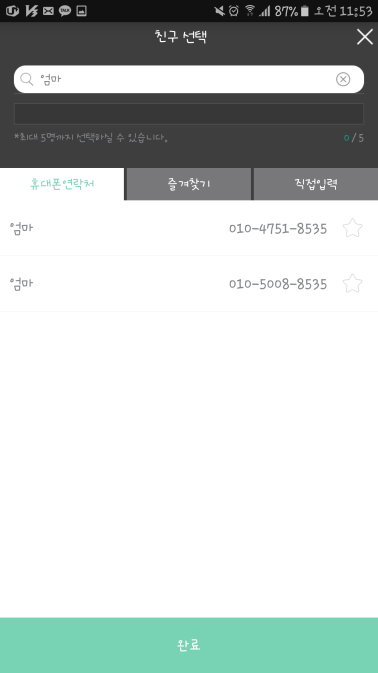 87% 오전 11:53
친구 선택
엄마
*최대 5명까지 선택하실 수 있습니다.
0 / 5
휴대폰연락처 즐겨찾기 직접입력
엄마 010-4751-8535
엄마 010-5008-8535
완료